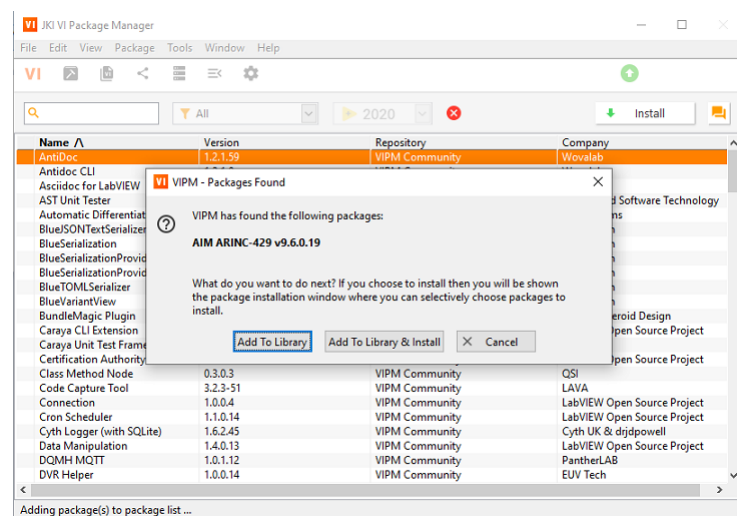 VI JKI VI Package Manager
File Edit View Package Tools Window Help
VI
All 2020 Install
Name /\ Version Repository Company
AntiDoc 1.2.1.59 VIPM Community Wovalab
Antidoc CLI
Asciidoc for LabVIEW
AST Unit Tester d Software Technology
Automatic Differentiat ns
BlueJSONTextSerializer
BlueSerialization
BlueSerializationProvid
BlueSerializationProvid
BlueTOMLSerializer
BlueVariantView
BundleMagic Plugin eroid Design
Caraya CLI Extension Open Source Project
Caraya Unit Test Frame
Certification Authority Open Source Project
Class Method Node 0.3.0.3 VIPM Community QSI
Code Capture Tool 3.2.3-51 VIPM Community LAVA
Connection 1.0.0.4 VIPM Community LabVIEW Open Source Project
Cron Scheduler 1.1.0.14 VIPM Community LabVIEW Open Source Project
Cyth Logger (with SQLite) 1.6.2.45 VIPM Community Cyth UK & drjdpowell
Data Manipulation 1.4.0.13 VIPM Community LabVIEW Open Source Project
DQMH MQTT 1.0.1.12 VIPM Community PantherLAB
DVR Helper 1.0.0.14 VIPM Community EUV Tech
VI VIPM - Packages Found
VIPM has found the following packages:
AIM ARINC-429 v9.6.0.19
What do you want to do next? If you choose to install then you will be shown
the package installation window where you can selectively choose packages to
install.
Add To Library Add To Library & Install Cancel
Adding package(s) to package list ...